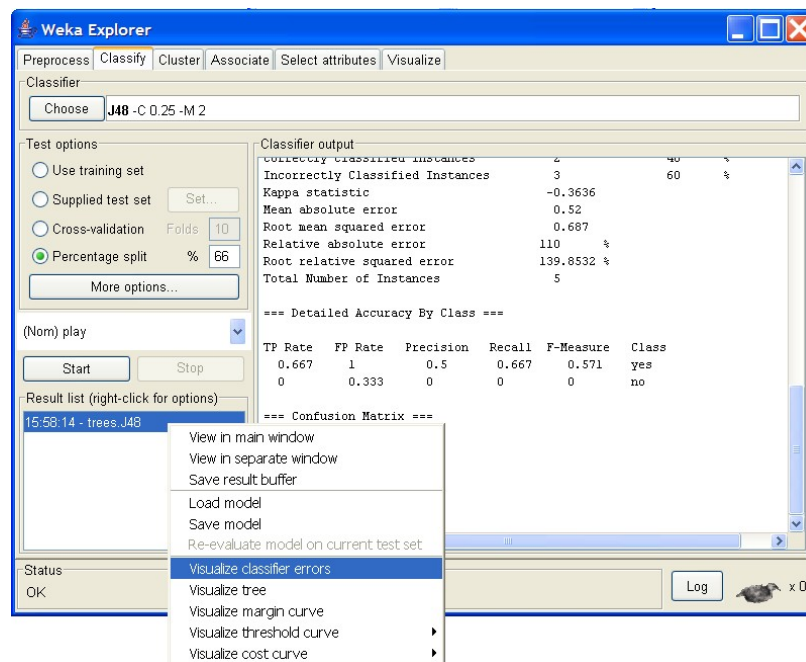 Weka Explorer
Preprocess Classify Cluster Associate Select attributes Visualize
Classifier
Choose J48 -C 0.25 -M 2
Test options
Use training set
Supplied test set Set...
Cross-validation Folds 10
Percentage split % 66
More options...
(Nom) play
Start Stop
Result list (right-click for options)
15:58:14 - trees.J48
Classifier output
Correctly Classified Instances 2 40 %
Incorrectly Classified Instances 3 60 %
Kappa statistic -0.3636
Mean absolute error 0.52
Root mean squared error 0.687
Relative absolute error 110 %
Root relative squared error 139.8532 %
Total Number of Instances 5
=== Detailed Accuracy By Class ===
TP Rate FP Rate Precision Recall F-Measure Class
0.667 1 0.5 0.667 0.571 yes
0 0.333 0 0 0 no
=== Confusion Matrix ===
View in main window
View in separate window
Save result buffer
Load model
Save model
Re-evaluate model on current test set
Visualize classifier errors
Visualize tree
Visualize margin curve
Visualize threshold curve
Visualize cost curve
Status
OK
Log
x 0